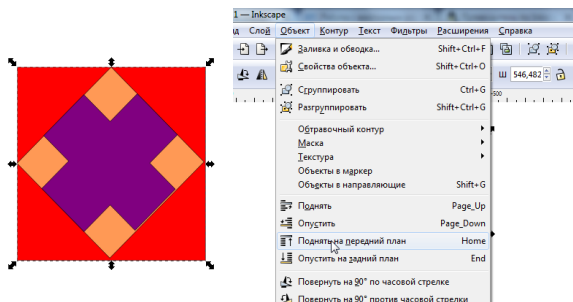 1 — Inkscape
д Слой Объект Контур Текст Фильтры Расширения Справка
Заливка и обводка... Shift+Ctrl+F
Свойства объекта... Shift+Ctrl+O
Ш 546,482
Сгруппировать Ctrl+G
Разгруппировать Shift+Ctrl+G
Обтравочный контур
Маска
Текстура
Объекты в маркер
Объекты в направляющие Shift+G
Поднять Page_Up
Опустить Page_Down
Поднять на передний план Home
Опустить на задний план End
Повернуть на 90° по часовой стрелке
Повернуть на 90° против часовой стрелки